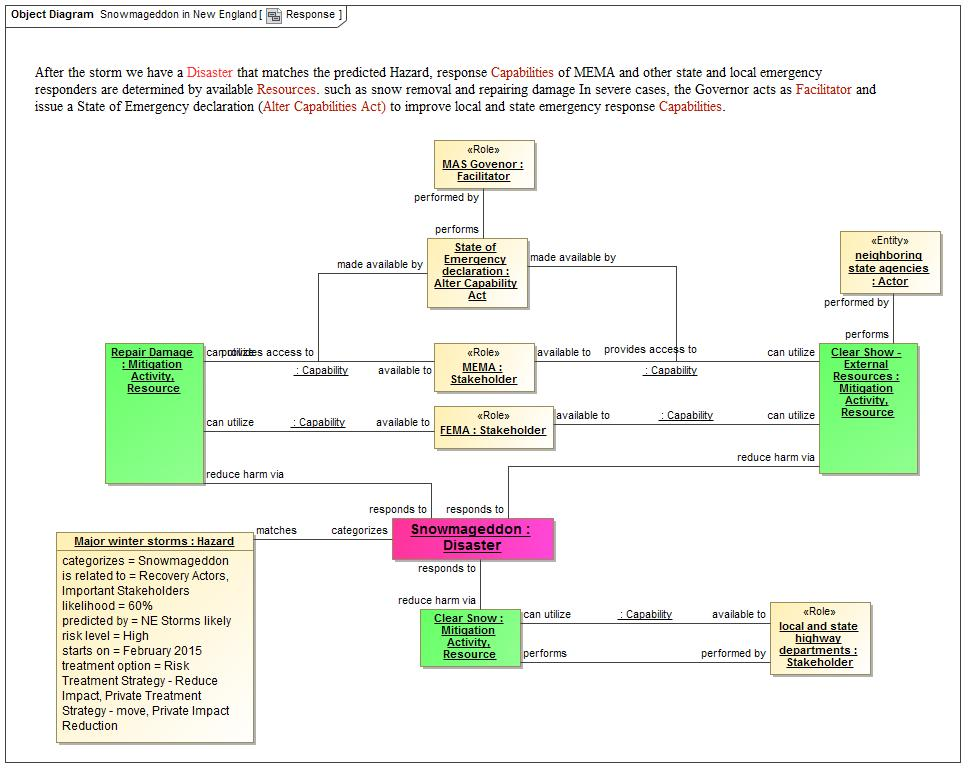 Object Diagram Snowmageddon in New England [ Response ]
After the storm we have a Disaster that matches the predicted Hazard, response Capabilities of MEMA and other state and local emergency
responders are determined by available Resources. such as snow removal and repairing damage In severe cases, the Governor acts as Facilitator and
issue a State of Emergency declaration (Alter Capabilities Act) to improve local and state emergency response Capabilities.
«Role»
MAS Govenor :
Facilitator
performed by
performs
State of
Emergency
declaration :
Alter Capability
Act
made available by
made available by
«Entity»
neighboring
state agencies
: Actor
performed by
performs
Repair Damage
: Mitigation
Activity,
Resource
can utilize
provides access to
: Capability
available to
«Role»
MEMA :
Stakeholder
available to
provides access to
: Capability
can utilize
Clear Show -
External
Resources :
Mitigation
Activity,
Resource
can utilize
: Capability
available to
«Role»
FEMA : Stakeholder
available to
: Capability
can utilize
reduce harm via
reduce harm via
responds to
responds to
matches
categorizes
Snowmageddon :
Disaster
responds to
reduce harm via
Major winter storms : Hazard
categorizes = Snowmageddon
is related to = Recovery Actors,
Important Stakeholders
likelihood = 60%
predicted by = NE Storms likely
risk level = High
starts on = February 2015
treatment option = Risk
Treatment Strategy - Reduce
Impact, Private Treatment
Strategy - move, Private Impact
Reduction
Clear Snow :
Mitigation
Activity,
Resource
can utilize
: Capability
available to
performs
performed by
«Role»
local and state
highway
departments :
Stakeholder